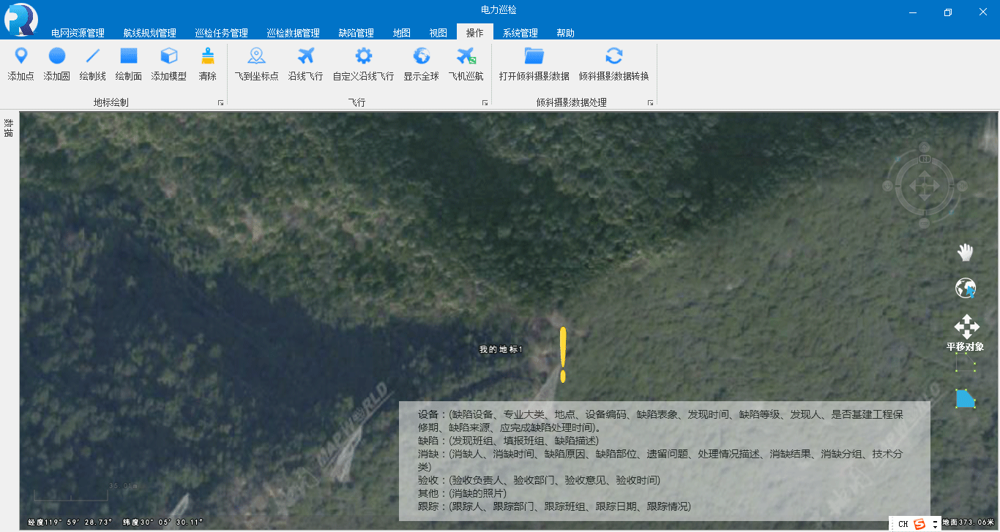 电力巡检
电网资源管理 航线规划管理 巡检任务管理 巡检数据管理 缺陷管理 地图 视图 操作 系统管理 帮助
添加点 添加圆 绘制线 绘制面 添加模型 清除 飞到坐标点 沿线飞行 自定义沿线飞行 显示全球 飞机巡航 打开倾斜摄影数据 倾斜摄影数据转换
地标绘制 飞行 倾斜摄影数据处理
数据
平移对象
我的地标1
设备：(缺陷设备、专业大类、地点、设备编码、缺陷表象、发现时间、缺陷等级、发现人、是否基建工程保
修期、缺陷来源、应完成缺陷处理时间)。
缺陷：(发现班组、填报班组、缺陷描述)
消缺：(消缺人、消缺时间、缺陷原因、缺陷部位、遗留问题、处理情况描述、消缺结果、消缺分组、技术分
类)
验收：(验收负责人、验收部门、验收意见、验收时间)
其他：(消缺的照片)
跟踪：(跟踪人、跟踪部门、跟踪班组、跟踪日期、跟踪情况)
35.01m
经度119° 59′ 28.73″ 纬度30° 05′ 30.11″
CH
地面373.06米